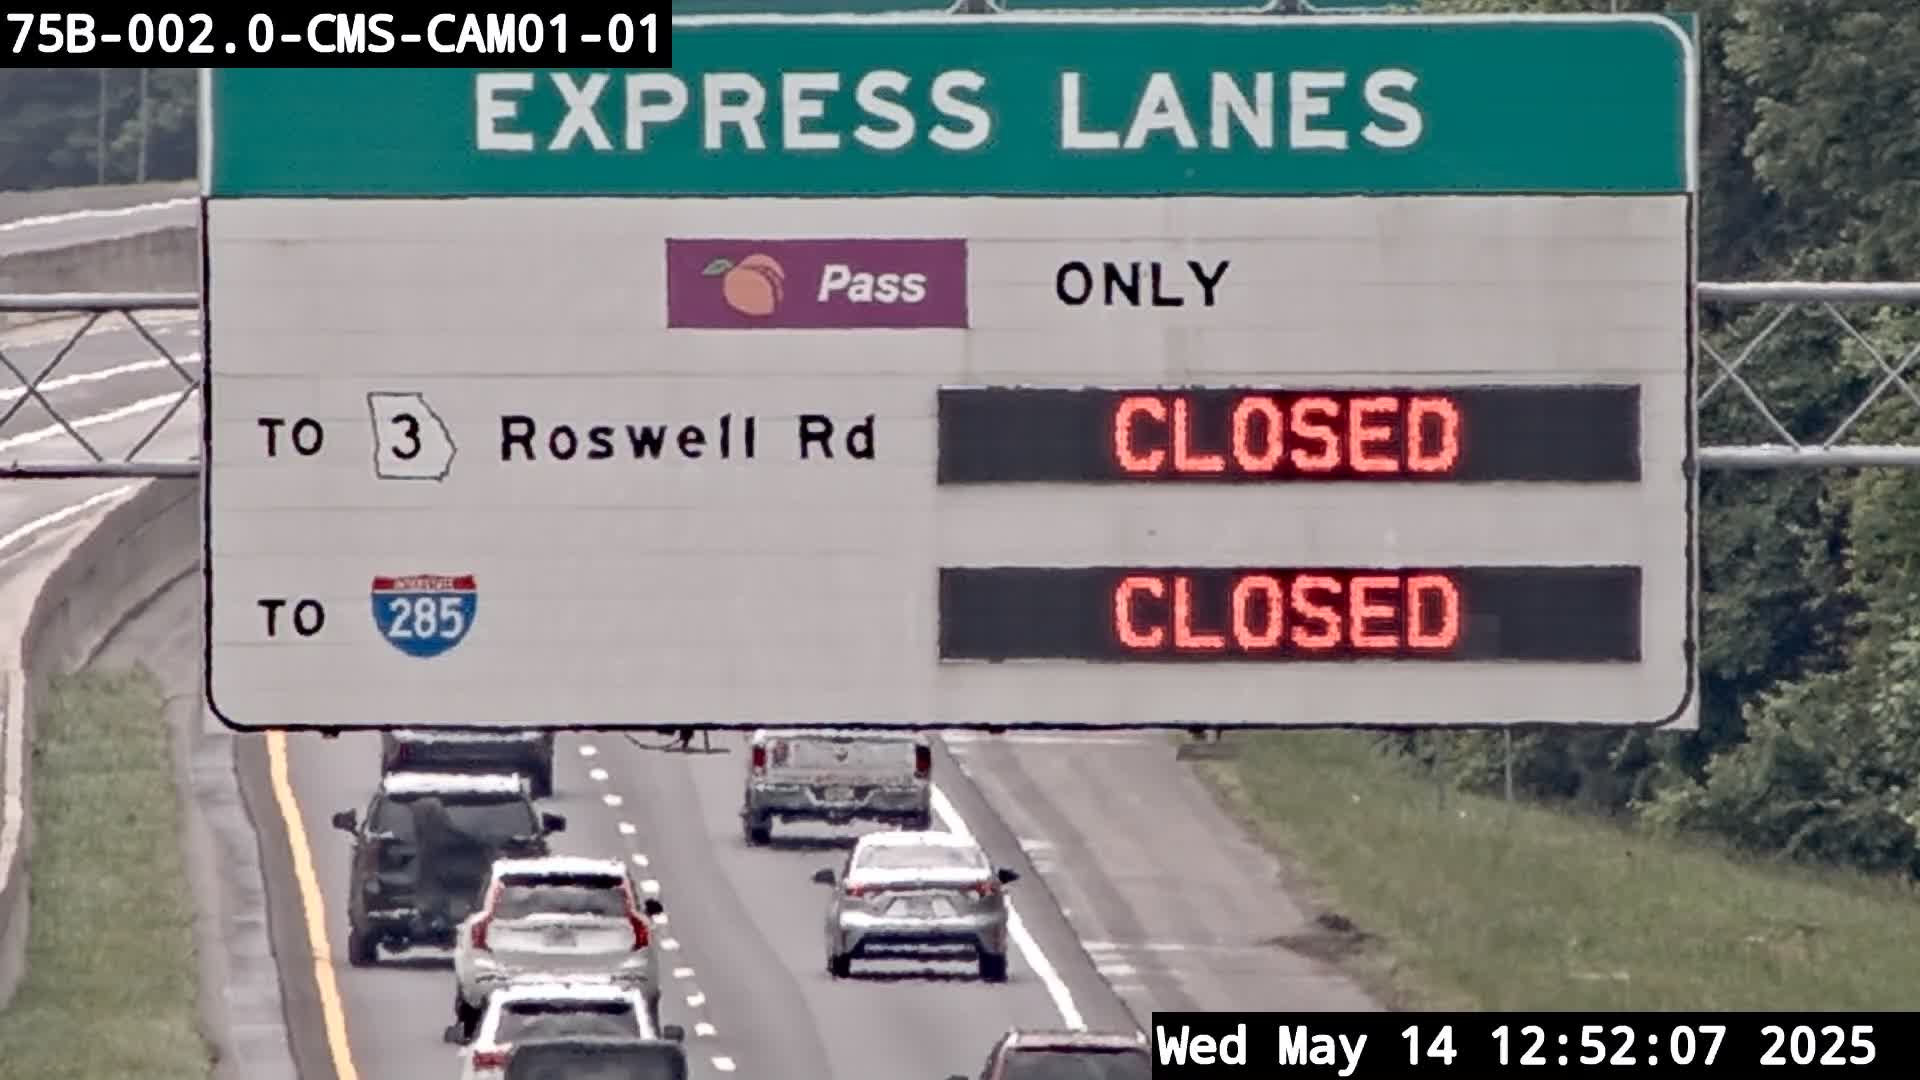 75B-002.0-CMS-CAM01-01
EXPRESS LANES
Pass ONLY
TO 3 Roswell Rd CLOSED
INTERSTATE
TO 285 CLOSED
Wed May 14 12:52:07 2025